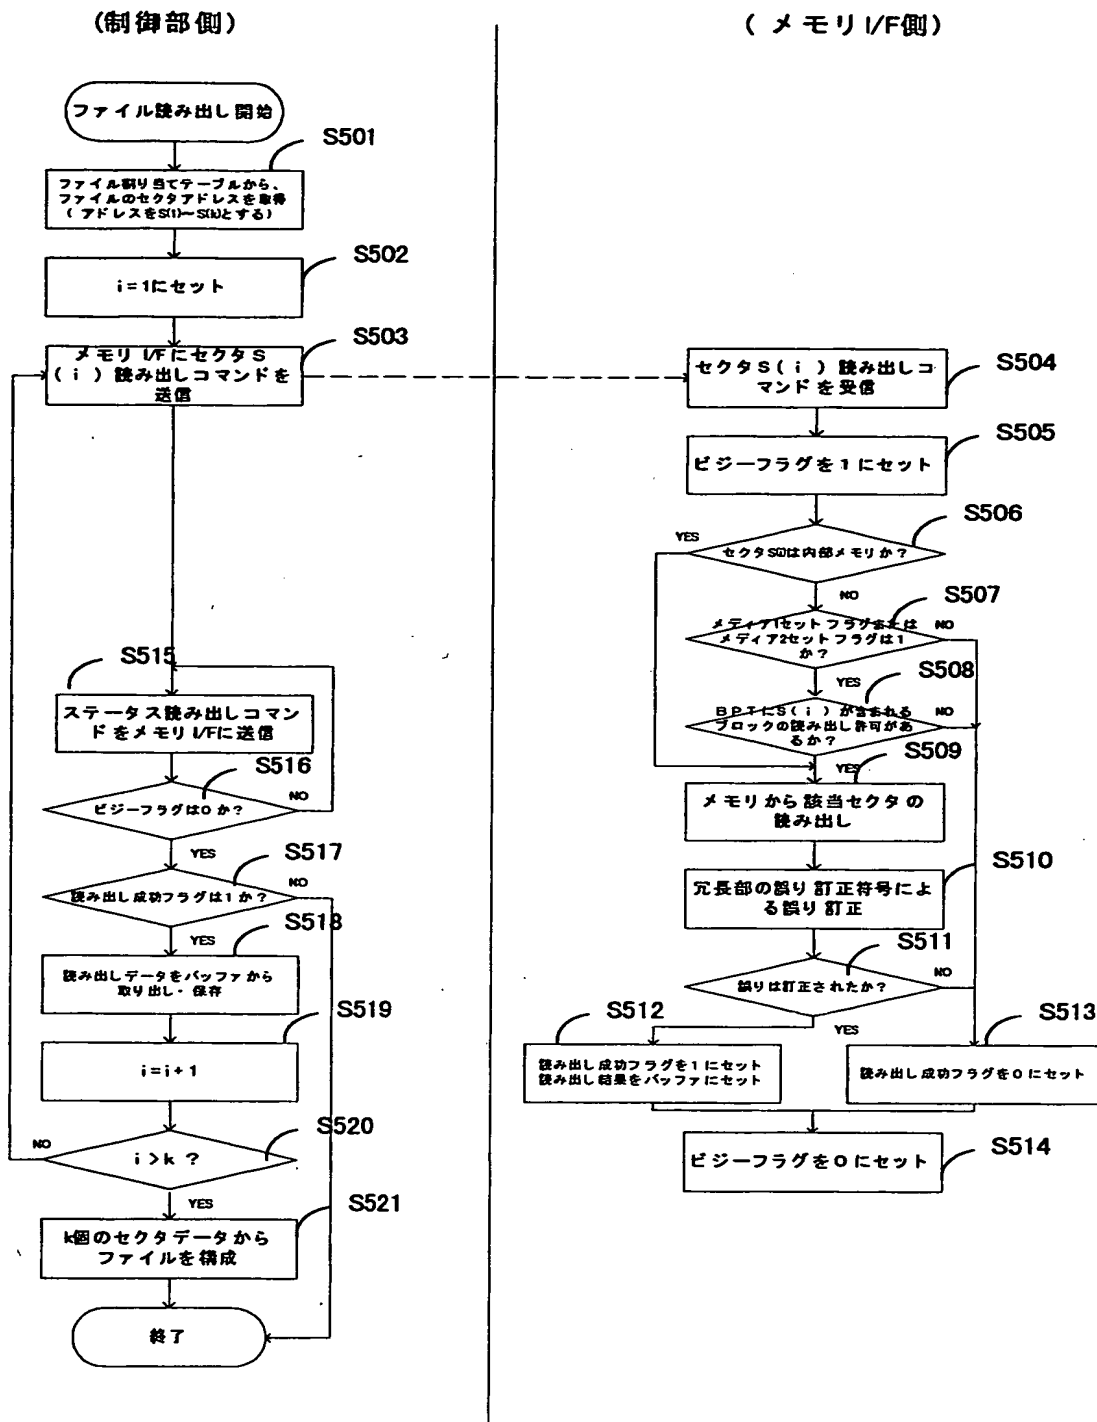 (制御部側)
(メモリI/F側)
ファイル読み出し開始
S501
ファイル割り当てテーブルから、
ファイルのセクタアドレスを取得
(アドレスをS(1)～S(k)とする)
S502
i=1にセット
S503
メモリI/FにセクタS
(i)読み出しコマンドを
送信
S504
セクタS(i)読み出しコ
マンドを受信
S505
ビジーフラグを1にセット
S506
YES
セクタS(i)は内部メモリか?
NO
S507
メディア1セットフラグまたは
メディア2セットフラグは1
か?
NO
YES
S508
BPTにS(i)が含まれる
ブロックの読み出し許可があ
るか?
NO
YES
S509
メモリから該当セクタの
読み出し
S510
冗長部の誤り訂正符号によ
る誤り訂正
S511
誤りは訂正されたか?
NO
YES
S512
読み出し成功フラグを1にセット
読み出し結果をバッファにセット
S513
読み出し成功フラグを0にセット
S514
ビジーフラグを0にセット
S515
ステータス読み出しコマン
ドをメモリI/Fに送信
S516
ビジーフラグは0か?
NO
YES
S517
読み出し成功フラグは1か?
NO
YES
S518
読み出しデータをバッファから
取り出し・保存
S519
i=i+1
S520
NO
i>k ?
YES
S521
k個のセクタデータから
ファイルを構成
終了